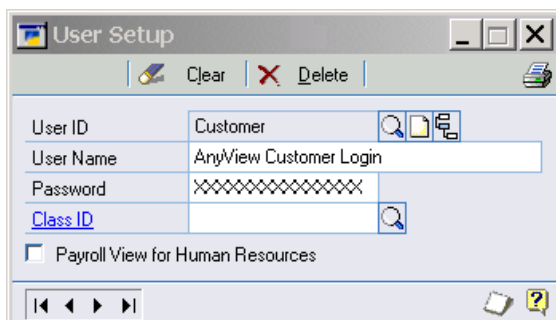 User Setup
Clear Delete
User ID Customer
User Name AnyView Customer Login
Password XXXXXXXXXXXXXXX
Class ID
Payroll View for Human Resources